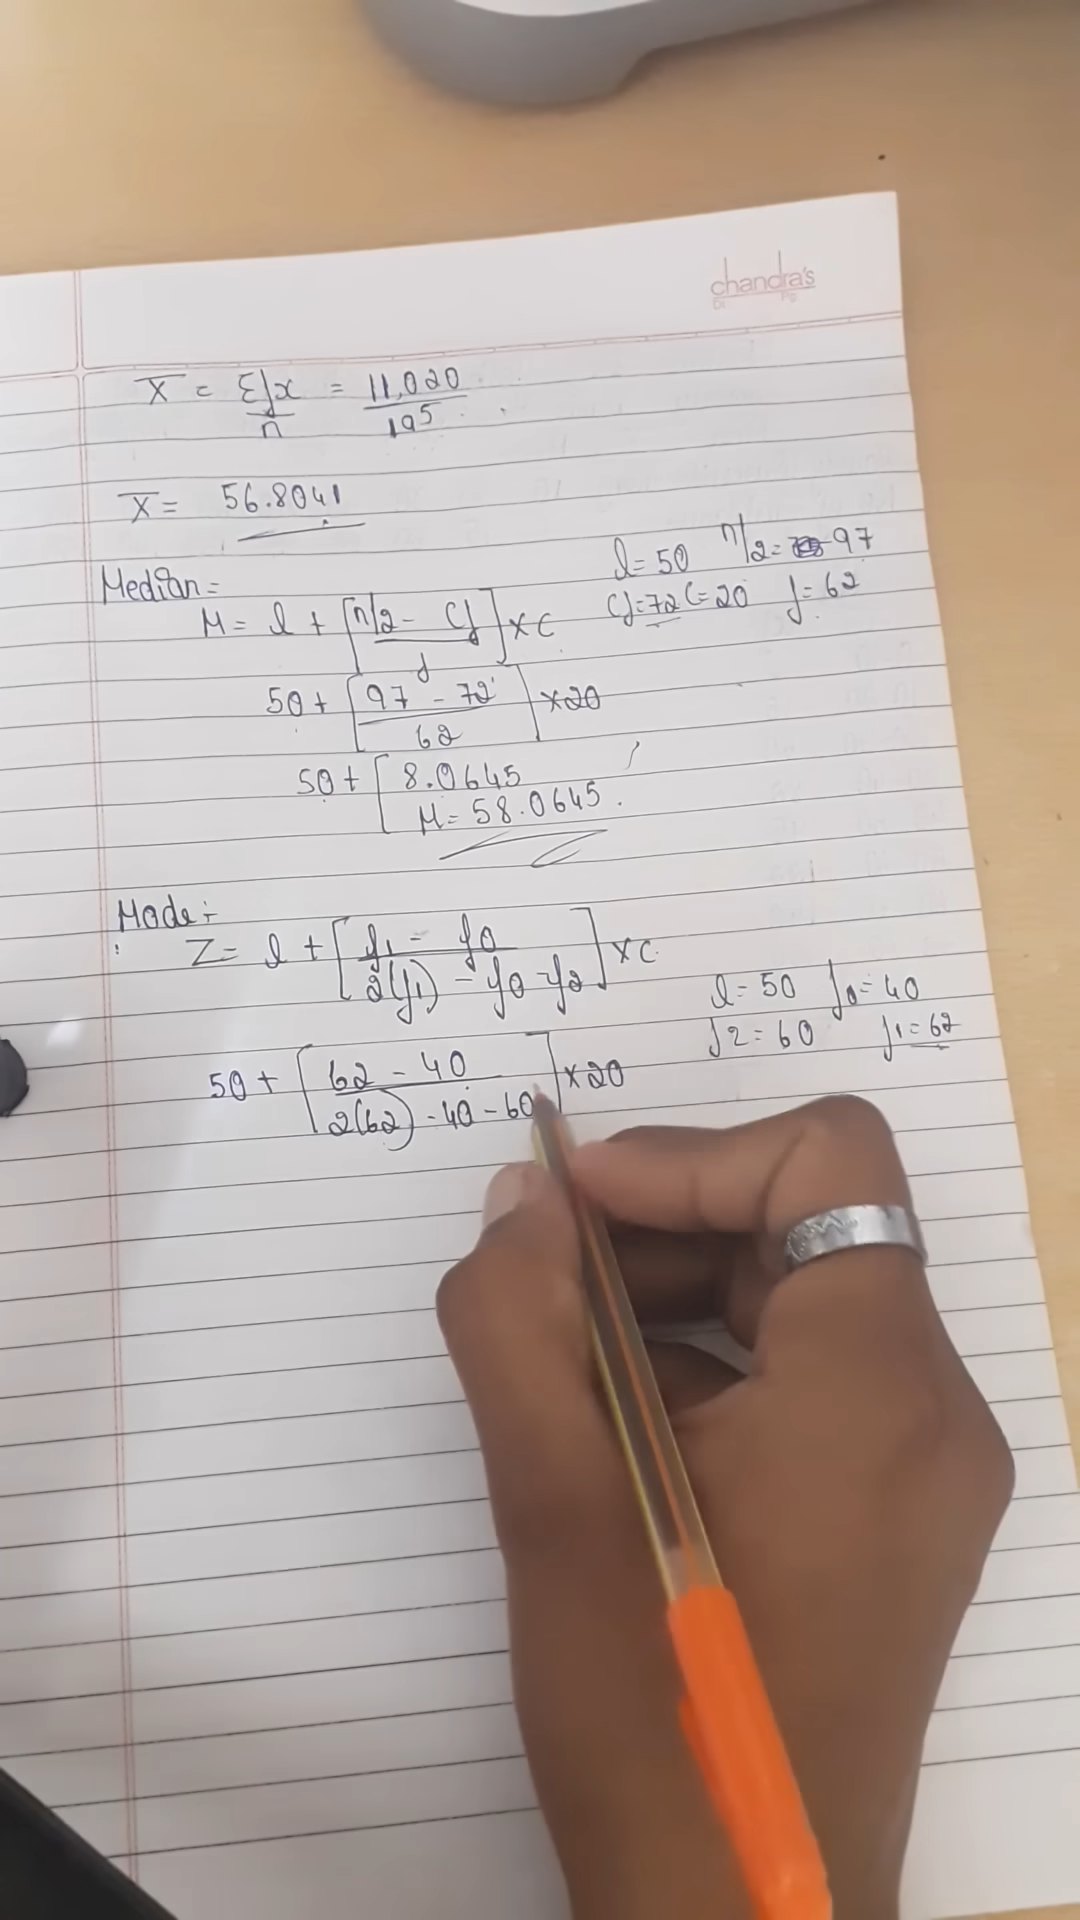 chandra's
X̄ = Σfx/n = 11,020/195
X̄ = 56.8041
Median =
l = 50 n/2 = 97
M = l + [n/2 - Cf / f] × C
Cf = 72 C = 20 f = 62
50 + [97 - 72 / 62] × 20
50 + [8.0645
M = 58.0645.
Mode :-
Z = l + [f1 - f0 / 2(f1) - f0 - f2] × C
l = 50 f0 = 40
f2 = 60 f1 = 62
50 + [62 - 40 / 2(62) - 40 - 60] × 20